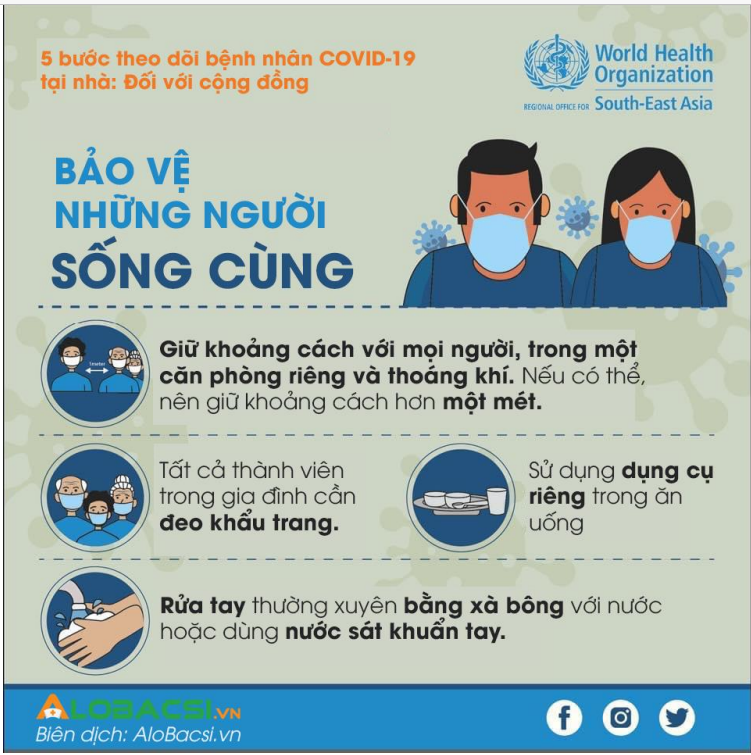 5 bước theo dõi bệnh nhân COVID-19
tại nhà: Đối với cộng đồng
World Health
Organization
REGIONAL OFFICE FOR South-East Asia
BẢO VỆ
NHỮNG NGƯỜI
SỐNG CÙNG
Giữ khoảng cách với mọi người, trong một
căn phòng riêng và thoáng khí. Nếu có thể,
nên giữ khoảng cách hơn một mét.
1meter
Tất cả thành viên
trong gia đình cần
đeo khẩu trang.
Sử dụng dụng cụ
riêng trong ăn
uống
Rửa tay thường xuyên bằng xà bông với nước
hoặc dùng nước sát khuẩn tay.
ALOBACSI.VN
Biên dịch: AloBacsi.vn